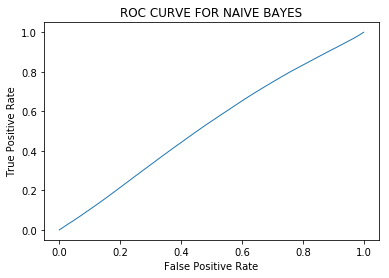 ROC CURVE FOR NAIVE BAYES
1.0
0.8
0.6
0.4
0.2
0.0
True Positive Rate
0.0 0.2 0.4 0.6 0.8 1.0
False Positive Rate